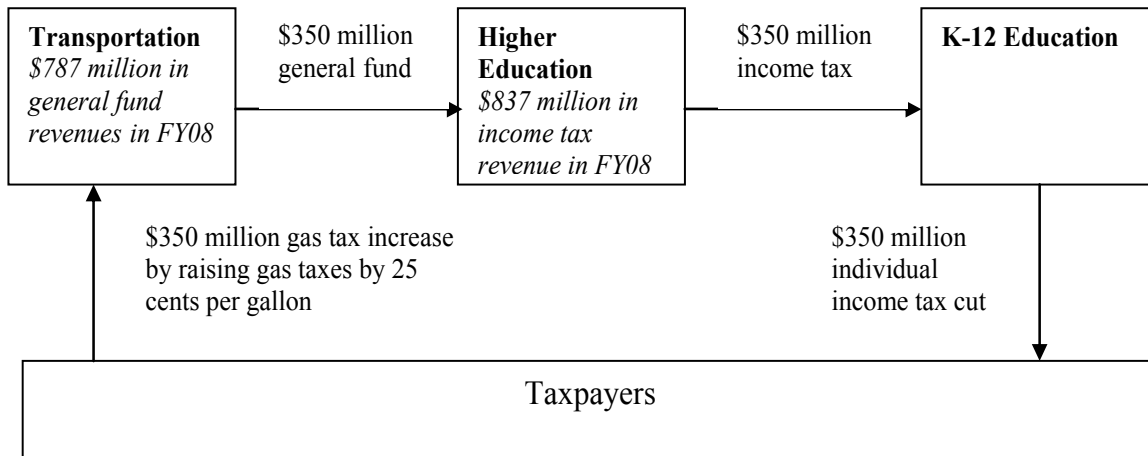 Transportation
$787 million in
general fund
revenues in FY08
$350 million
general fund
Higher
Education
$837 million in
income tax
revenue in FY08
$350 million
income tax
K-12 Education
$350 million gas tax increase
by raising gas taxes by 25
cents per gallon
$350 million
individual
income tax cut
Taxpayers